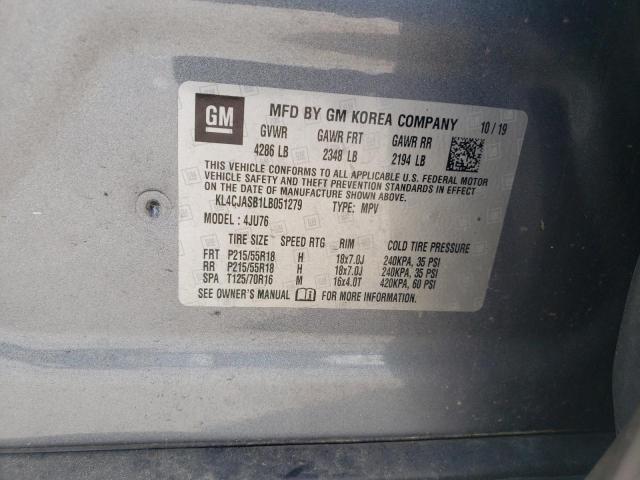 GM MFD BY GM KOREA COMPANY 10/19
GVWR GAWR FRT GAWR RR
4286 LB 2348 LB 2194 LB
THIS VEHICLE CONFORMS TO ALL APPLICABLE U.S. FEDERAL MOTOR
VEHICLE SAFETY AND THEFT PREVENTION STANDARDS IN EFFECT
ON THE DATE OF MANUFACTURE SHOWN ABOVE.
KL4CJASB1LB051279 TYPE: MPV
MODEL : 4JU76
TIRE SIZE SPEED RTG RIM COLD TIRE PRESSURE
FRT P215/55R18 H 18x7.0J 240KPA, 35 PSI
RR P215/55R18 H 18x7.0J 240KPA, 35 PSI
SPA T125/70R16 M 16x4.0T 420KPA, 60 PSI
SEE OWNER'S MANUAL FOR MORE INFORMATION